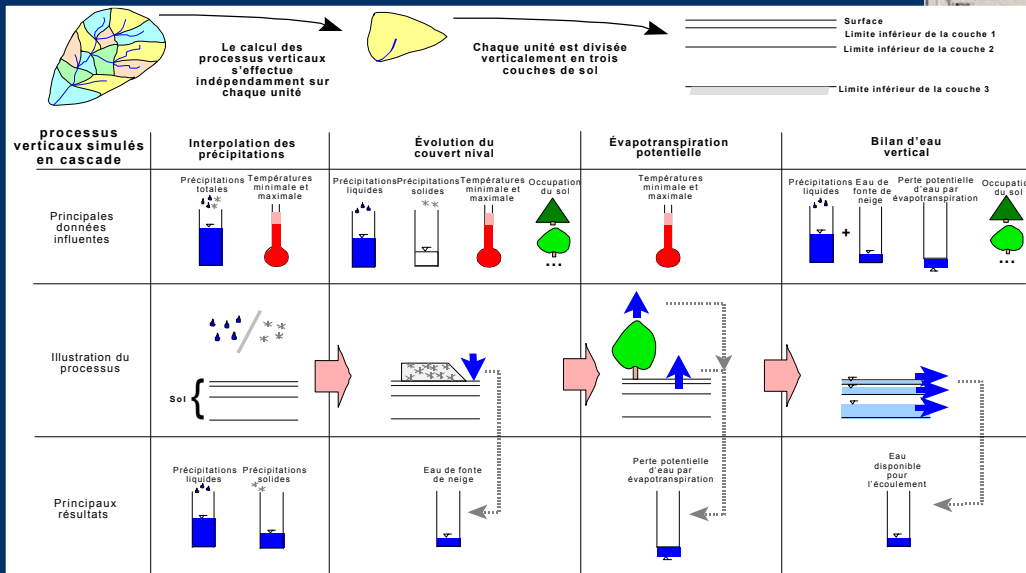 Le calcul des
processus verticaux
s'effectue
indépendamment sur
chaque unité
Chaque unité est divisée
verticalement en trois
couches de sol
Surface
Limite inférieur de la couche 1
Limite inférieur de la couche 2
Limite inférieur de la couche 3
processus
verticaux simulés
en cascade
Interpolation des
précipitations
Évolution du
couvert nival
Évapotranspiration
potentielle
Bilan d'eau
vertical
Principales
données
influentes
Précipitations
totales
Températures
minimale et
maximale
Précipitations
liquides
Précipitations
solides
Températures
minimale et
maximale
Occupation
du sol
...
Températures
minimale et
maximale
Précipitations
liquides
+
Eau de
fonte de
neige
Perte potentielle
d'eau par
évapotranspiration
Occupation
du sol
...
Illustration du
processus
Sol {
Principaux
résultats
Précipitations
liquides
Précipitations
solides
Eau de fonte
de neige
Perte potentielle
d'eau par
évapotranspiration
Eau
disponible
pour
l'écoulement